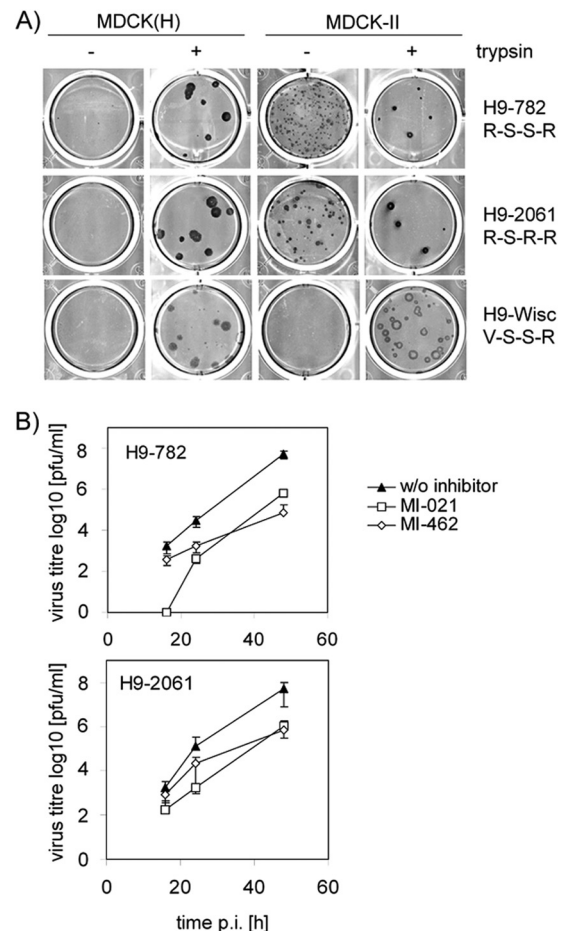 A)
MDCK(H) MDCK-II
- + - + trypsin
H9-782
R-S-S-R
H9-2061
R-S-R-R
H9-Wisc
V-S-S-R
B)
H9-782
virus titre log10 [pfu/ml]
8
6
4
2
0
0 20 40 60
w/o inhibitor
MI-021
MI-462
H9-2061
virus titre log10 [pfu/ml]
8
6
4
2
0
0 20 40 60
time p.i. [h]